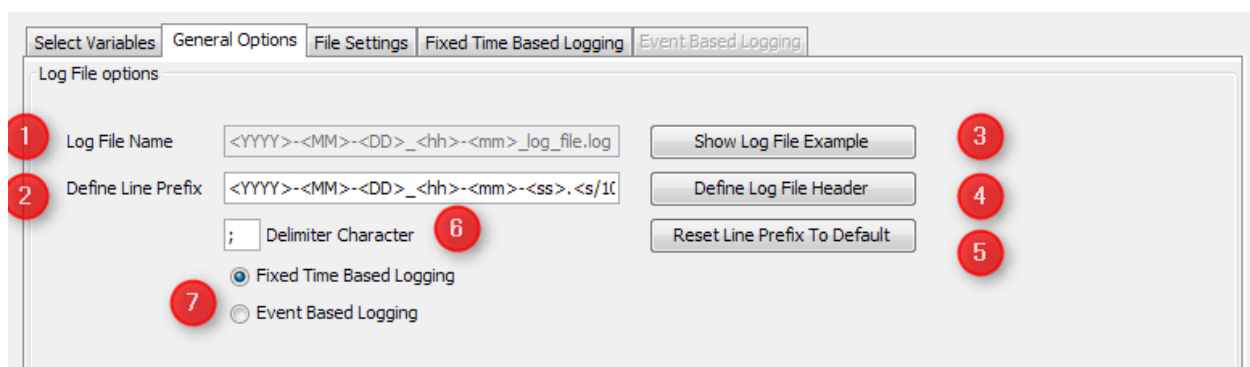 Select Variables General Options File Settings Fixed Time Based Logging Event Based Logging
Log File options
1 Log File Name <YYYY>-<MM>-<DD>_<hh>-<mm>_log_file.log Show Log File Example 3
2 Define Line Prefix <YYYY>-<MM>-<DD>_<hh>-<mm>-<ss>.<s/10 Define Log File Header 4
; Delimiter Character 6 Reset Line Prefix To Default 5
Fixed Time Based Logging
7
Event Based Logging